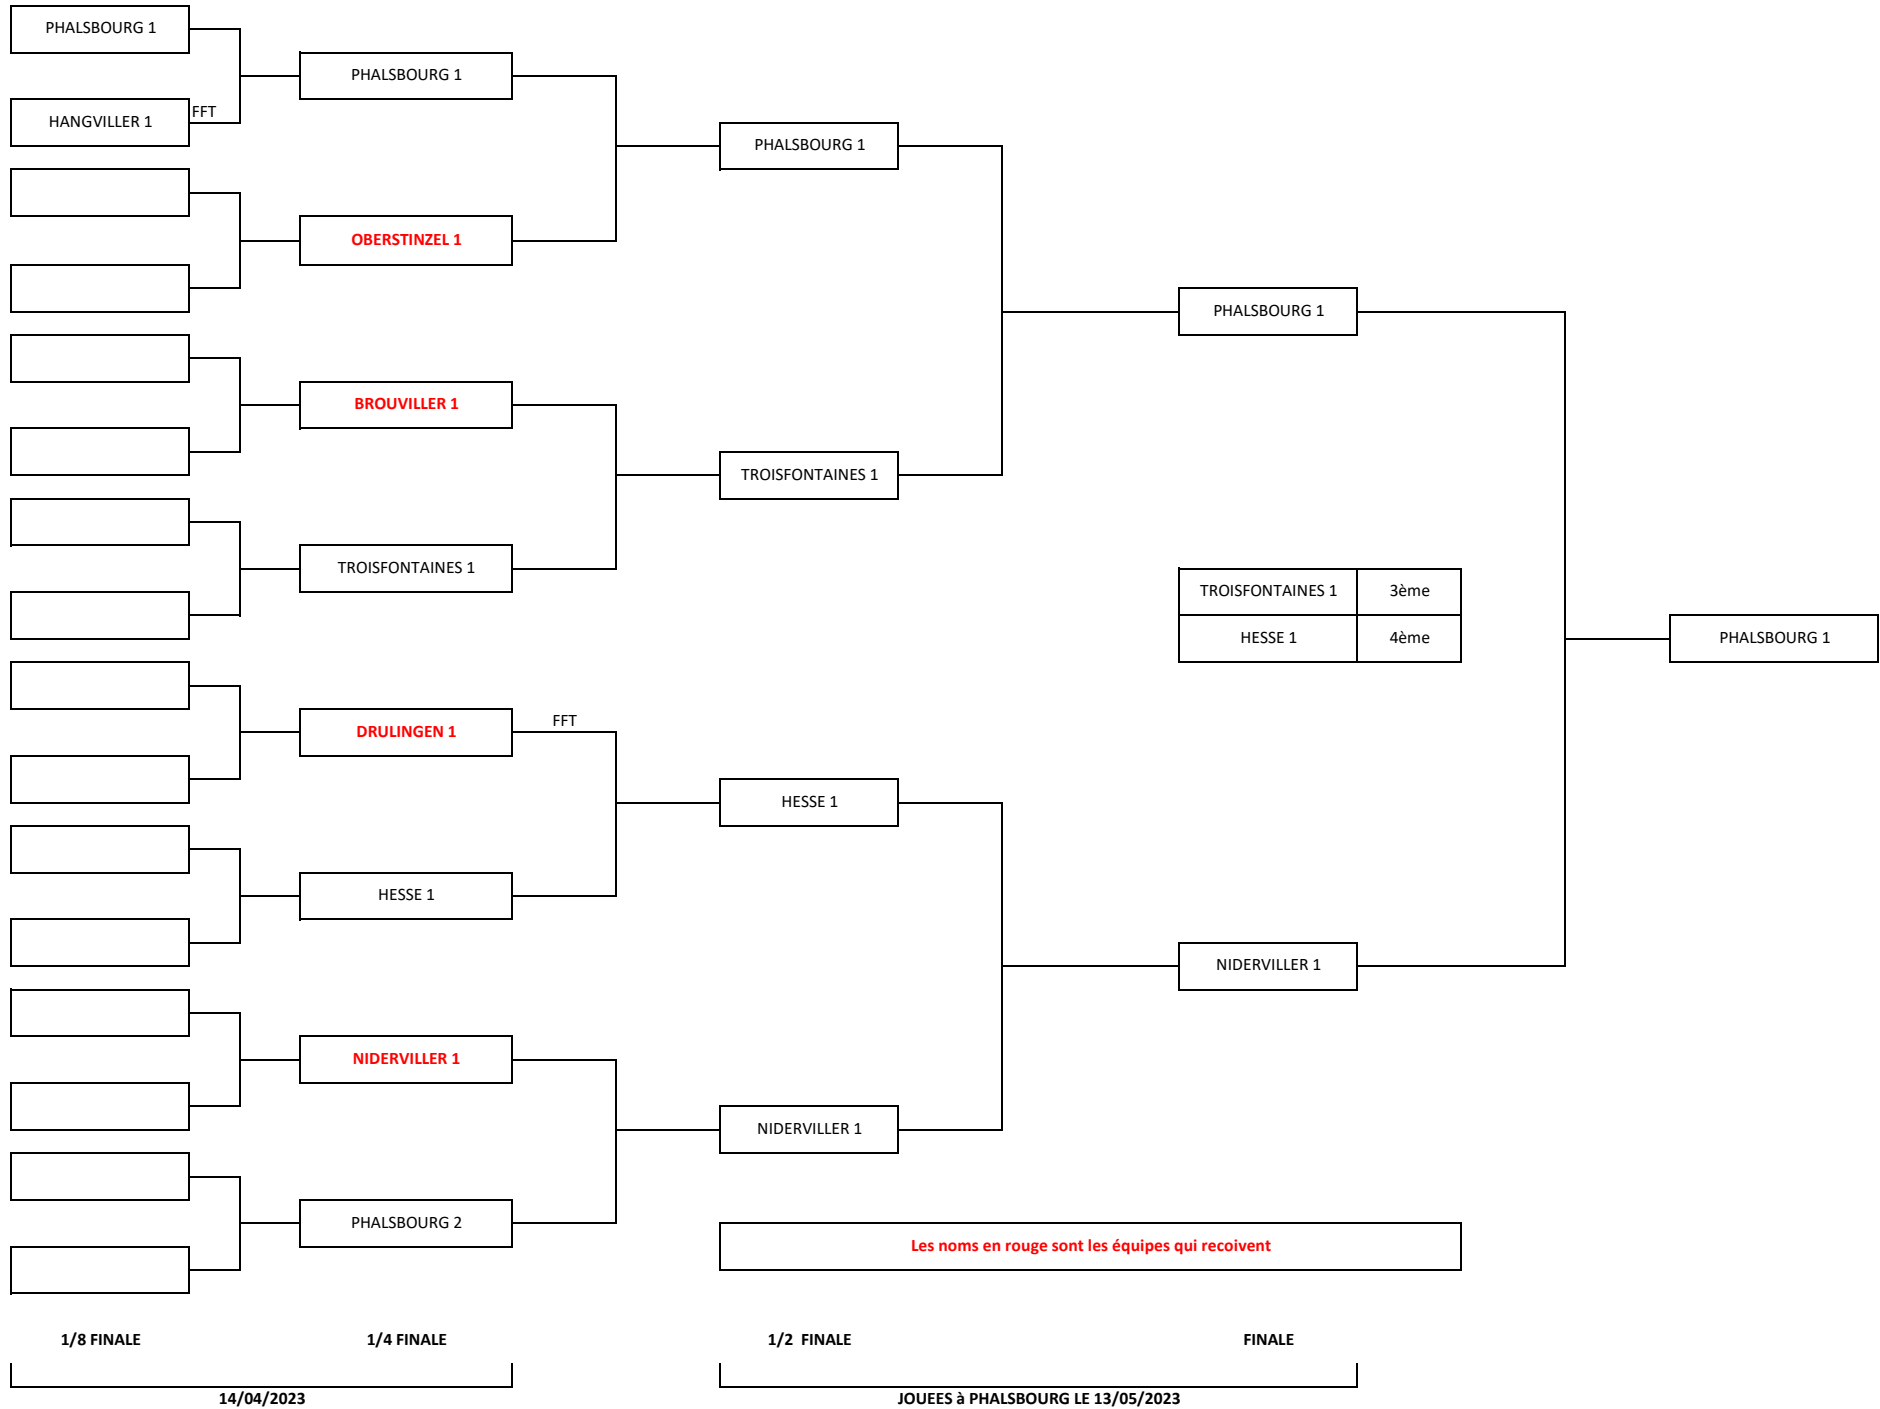 PHALSBOURG 1
PHALSBOURG 1
FFT
HANGVILLER 1
PHALSBOURG 1
OBERSTINZEL 1
PHALSBOURG 1
BROUVILLER 1
TROISFONTAINES 1
TROISFONTAINES 1
TROISFONTAINES 1 3ème
HESSE 1 4ème
PHALSBOURG 1
DRULINGEN 1
FFT
HESSE 1
HESSE 1
NIDERVILLER 1
NIDERVILLER 1
NIDERVILLER 1
PHALSBOURG 2
Les noms en rouge sont les équipes qui recoivent
1/8 FINALE
1/4 FINALE
1/2 FINALE
FINALE
14/04/2023
JOUEES à PHALSBOURG LE 13/05/2023